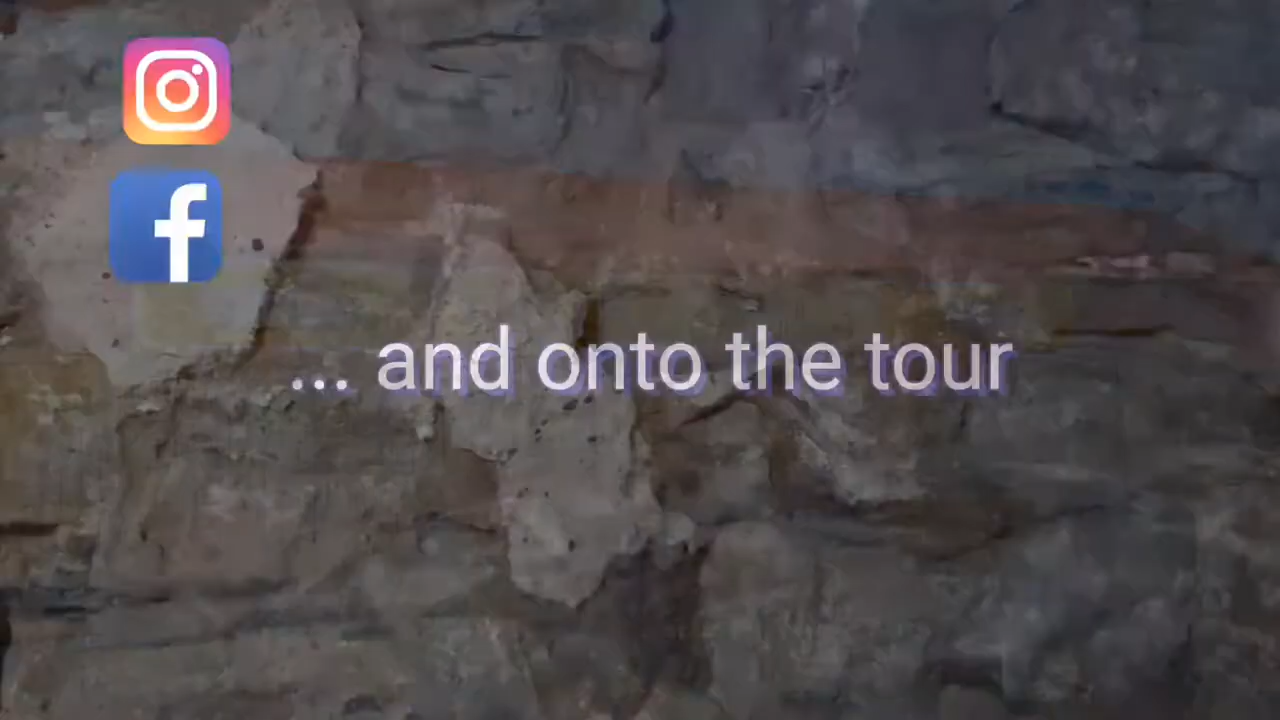 ... and onto the tour